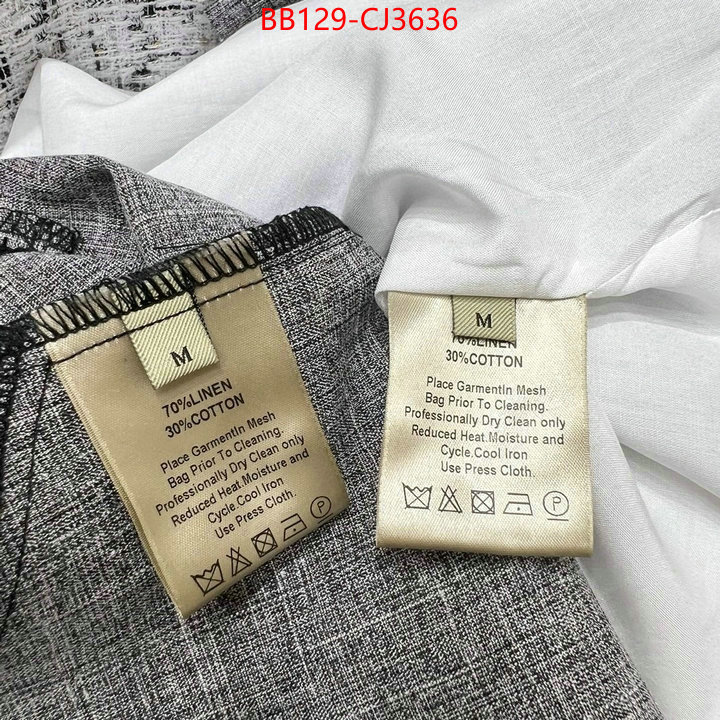 BB129-CJ3636
M
70%LINEN
30%COTTON
Place GarmentIn Mesh
Bag Prior To Cleaning.
Professionally Dry Clean only
Reduced Heat.Moisture and
Cycle.Cool Iron
Use Press Cloth.
P
M
70%LINEN
30%COTTON
Place GarmentIn Mesh
Bag Prior To Cleaning.
Professionally Dry Clean only
Reduced Heat.Moisture and
Cycle.Cool Iron
Use Press Cloth.
P